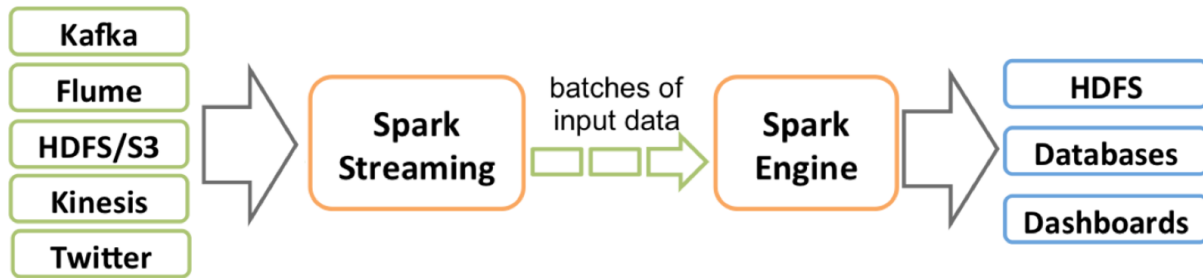 Kafka
Flume
HDFS/S3
Kinesis
Twitter
Spark
Streaming
batches of
input data
Spark
Engine
HDFS
Databases
Dashboards